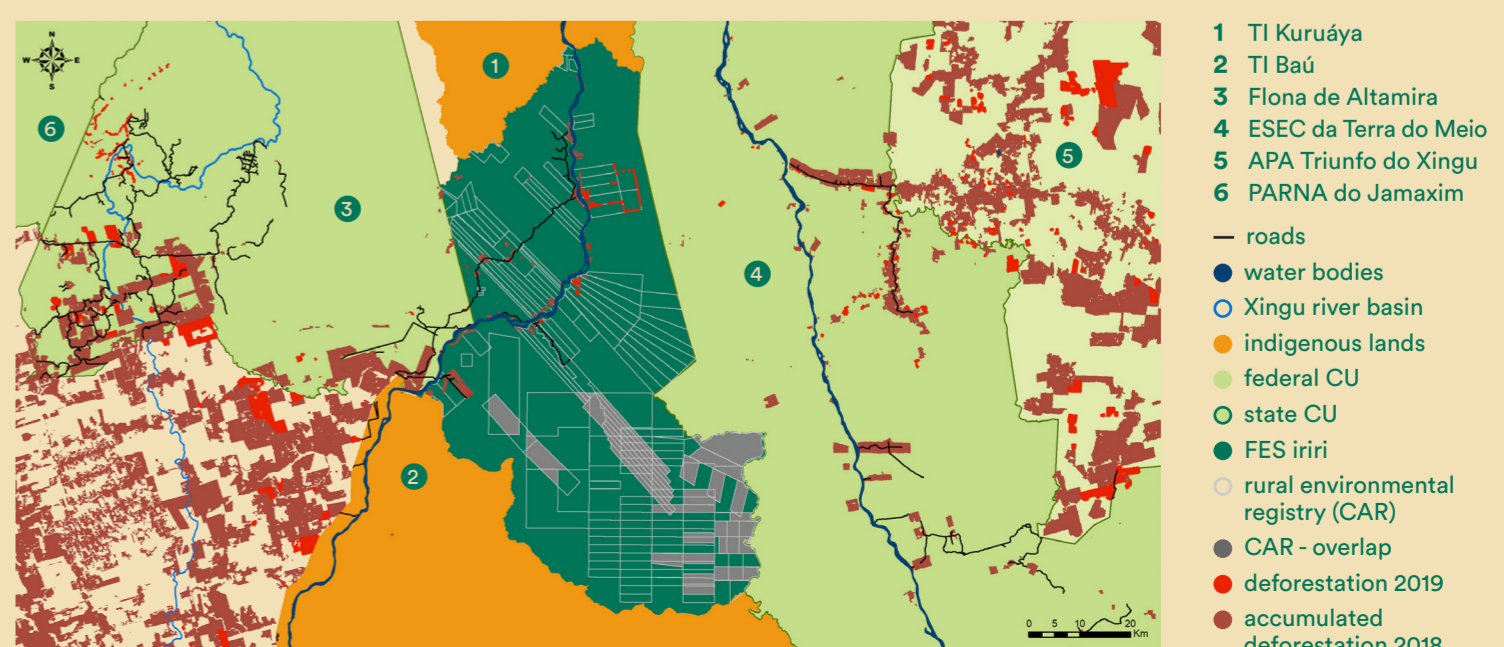 N
W E
S
1
2
3
4
5
6
0 5 10 20
Km
1 TI Kuruáya
2 TI Baú
3 Flona de Altamira
4 ESEC da Terra do Meio
5 APA Triunfo do Xingu
6 PARNA do Jamaxim
roads
water bodies
Xingu river basin
indigenous lands
federal CU
state CU
FES iriri
rural environmental
registry (CAR)
CAR - overlap
deforestation 2019
accumulated
deforestation 2018